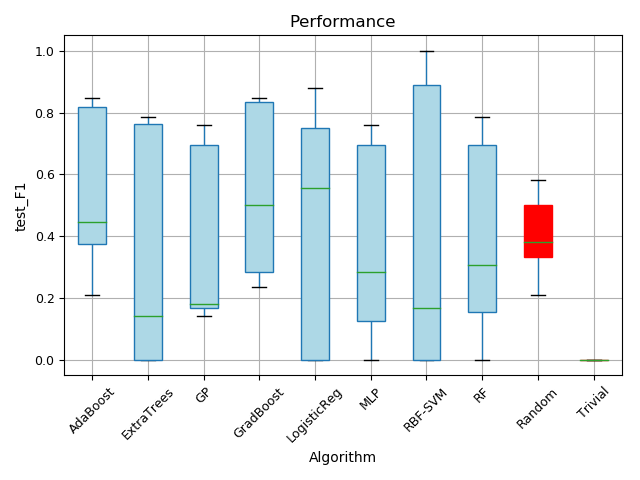 Performance
test_F1
1.0
0.8
0.6
0.4
0.2
0.0
AdaBoost
ExtraTrees
GP
GradBoost
LogisticReg
MLP
RBF-SVM
RF
Random
Trivial
Algorithm